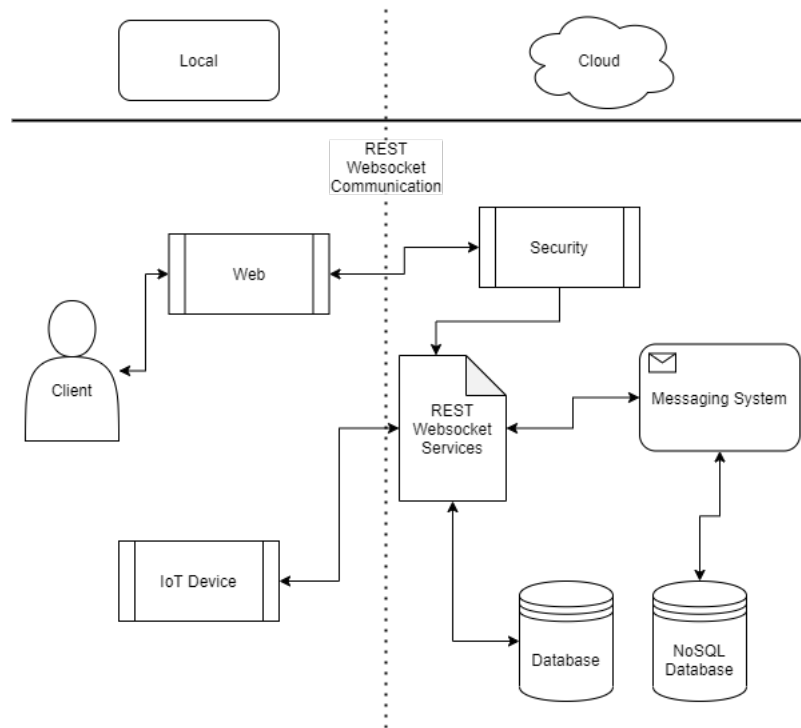 Local
Cloud
REST
Websocket
Communication
Web
Security
Client
REST
Websocket
Services
Messaging System
IoT Device
Database
NoSQL
Database